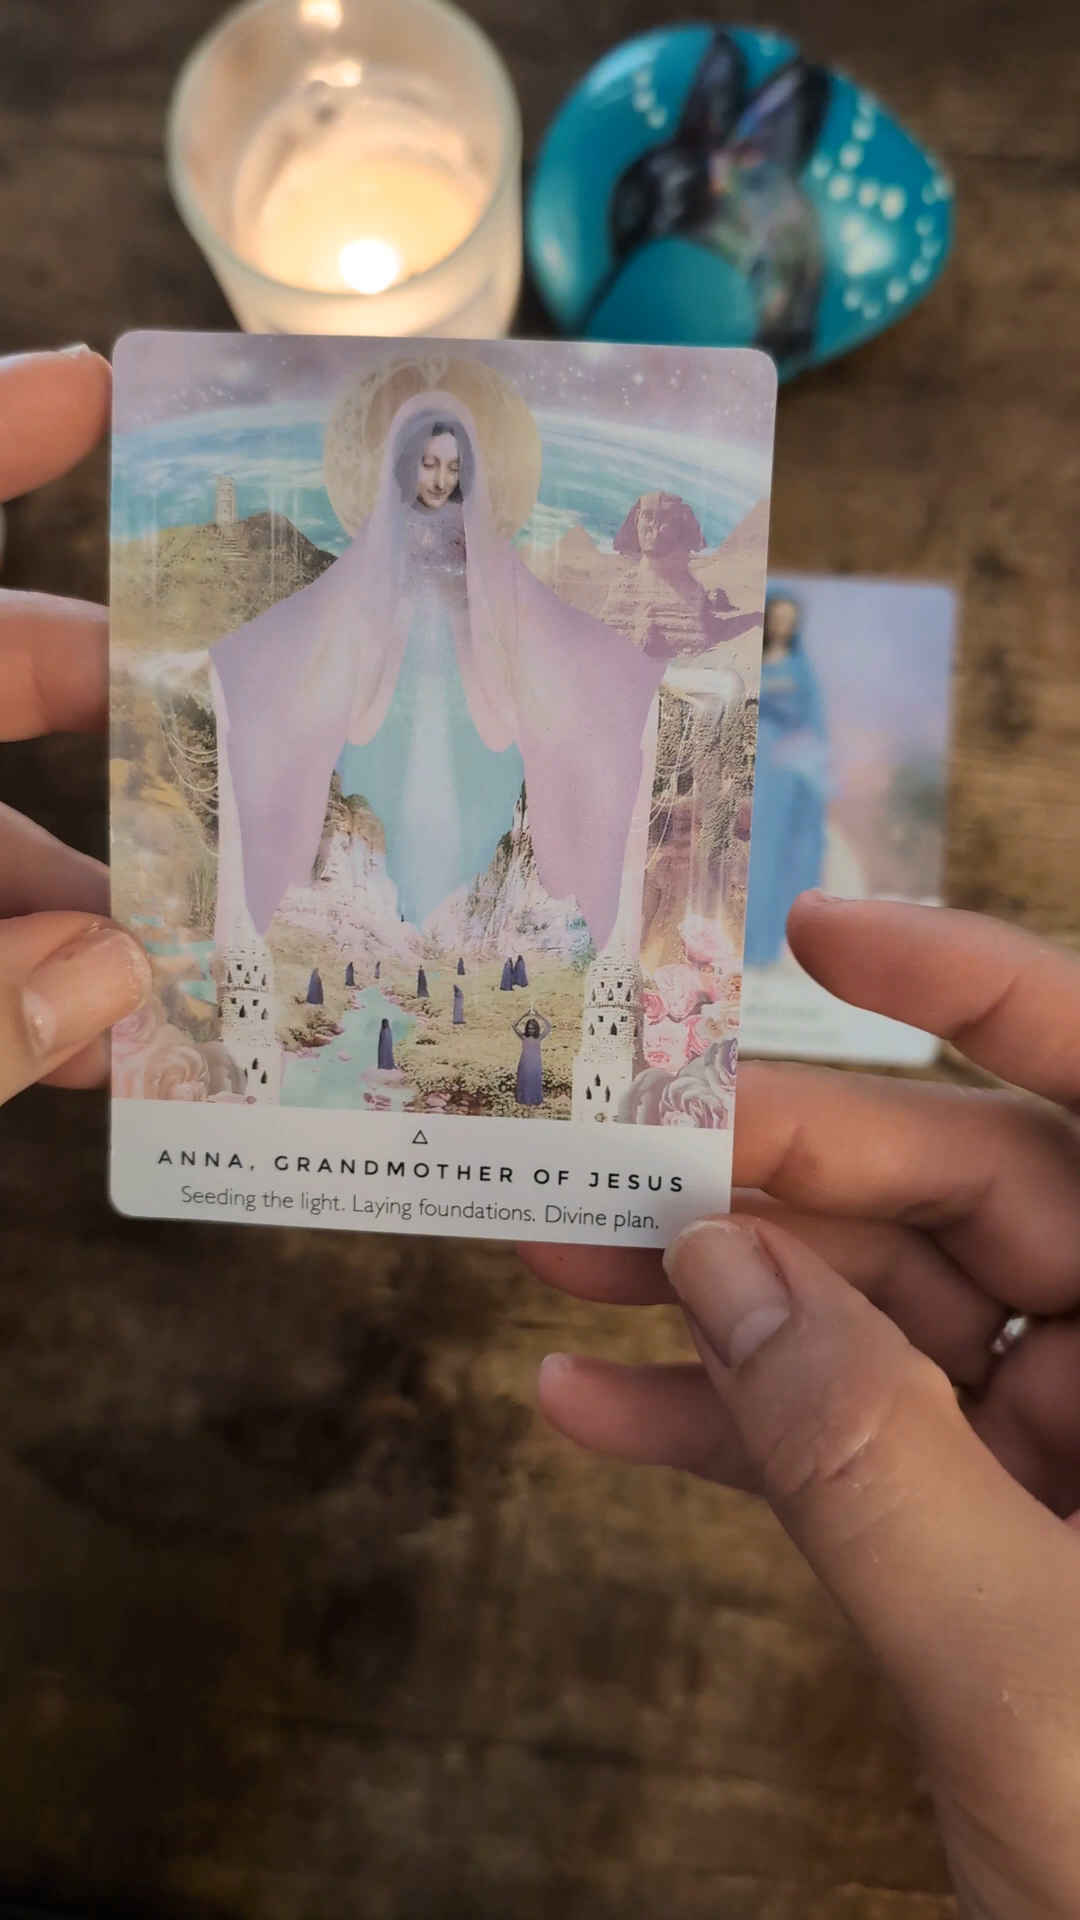 ANNA, GRANDMOTHER OF JESUS
Seeding the light. Laying foundations. Divine plan.